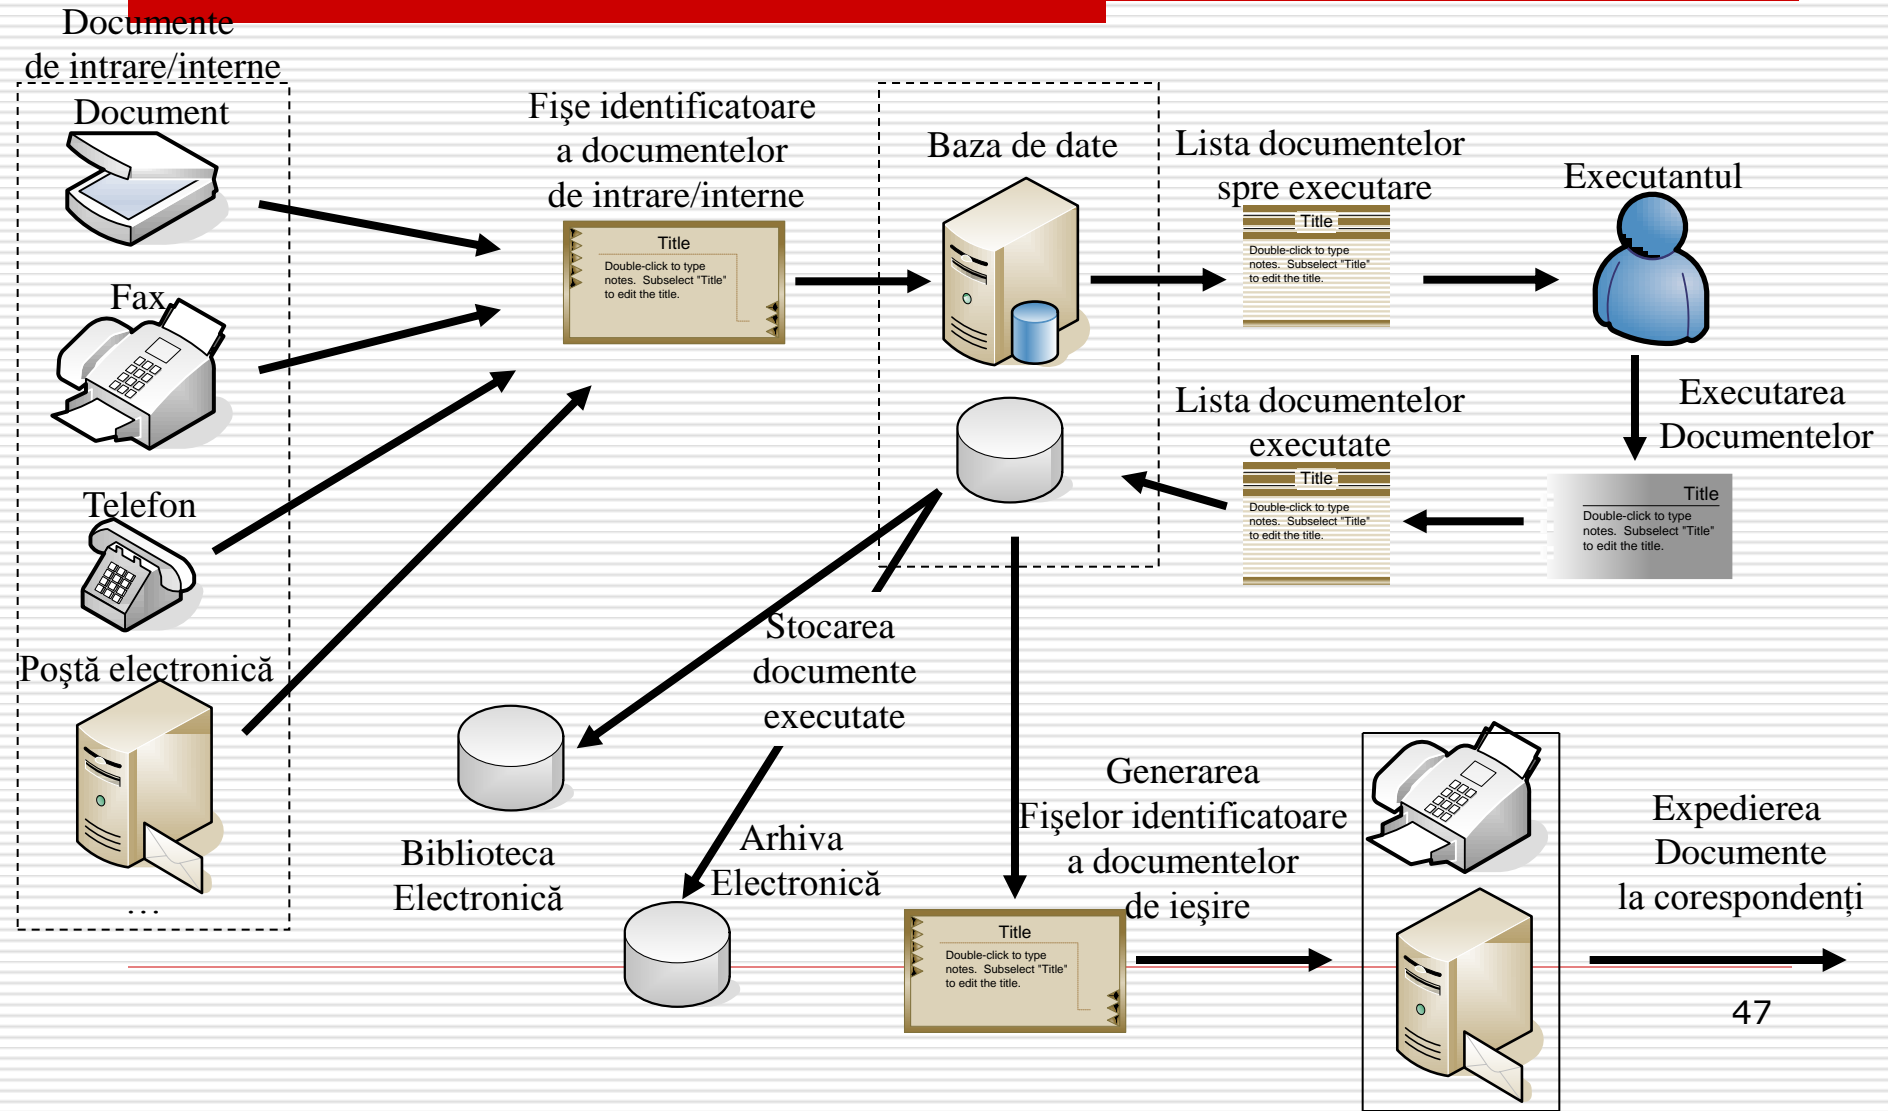 Documente
de intrare/interne
Document
Fax
Telefon
Poştă electronică
…
Fişe identificatoare
a documentelor
de intrare/interne
Title
Double-click to type
notes. Subselect "Title"
to edit the title.
Baza de date
Lista documentelor
spre executare
Title
Double-click to type
notes. Subselect "Title"
to edit the title.
Executantul
Executarea
Documentelor
Title
Double-click to type
notes. Subselect "Title"
to edit the title.
Lista documentelor
executate
Title
Double-click to type
notes. Subselect "Title"
to edit the title.
Stocarea
documente
executate
Biblioteca
Electronică
Arhiva
Electronică
Generarea
Fişelor identificatoare
a documentelor
de ieşire
Title
Double-click to type
notes. Subselect "Title"
to edit the title.
Expedierea
Documente
la corespondenți
47